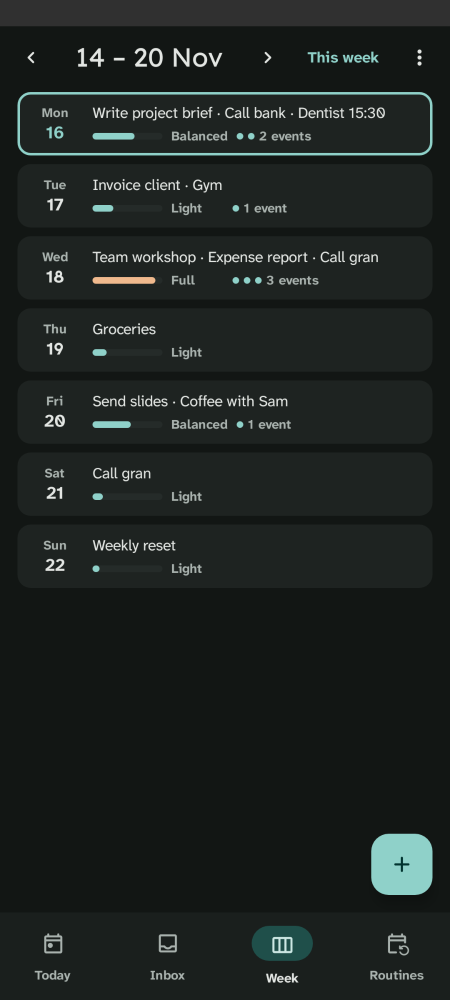 14 – 20 Nov
This week
Mon
16
Write project brief · Call bank · Dentist 15:30
Balanced
2 events
Tue
17
Invoice client · Gym
Light
1 event
Wed
18
Team workshop · Expense report · Call gran
Full
3 events
Thu
19
Groceries
Light
Fri
20
Send slides · Coffee with Sam
Balanced
1 event
Sat
21
Call gran
Light
Sun
22
Weekly reset
Light
Today
Inbox
Week
Routines